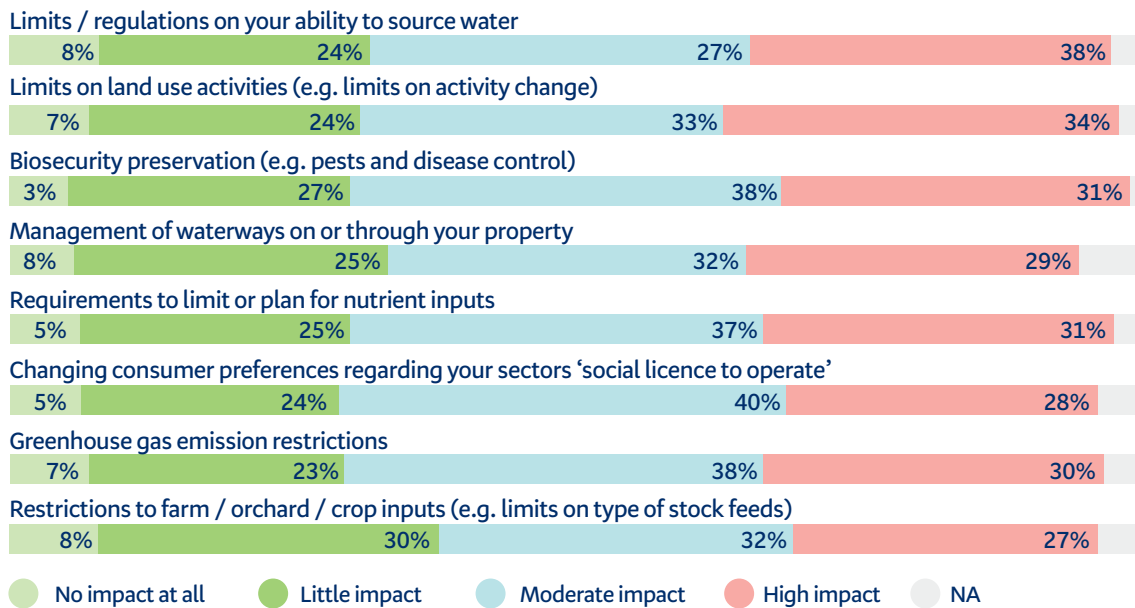 Limits / regulations on your ability to source water
8% 24% 27% 38%
Limits on land use activities (e.g. limits on activity change)
7% 24% 33% 34%
Biosecurity preservation (e.g. pests and disease control)
3% 27% 38% 31%
Management of waterways on or through your property
8% 25% 32% 29%
Requirements to limit or plan for nutrient inputs
5% 25% 37% 31%
Changing consumer preferences regarding your sectors ‘social licence to operate’
5% 24% 40% 28%
Greenhouse gas emission restrictions
7% 23% 38% 30%
Restrictions to farm / orchard / crop inputs (e.g. limits on type of stock feeds)
8% 30% 32% 27%
No impact at all Little impact Moderate impact High impact NA